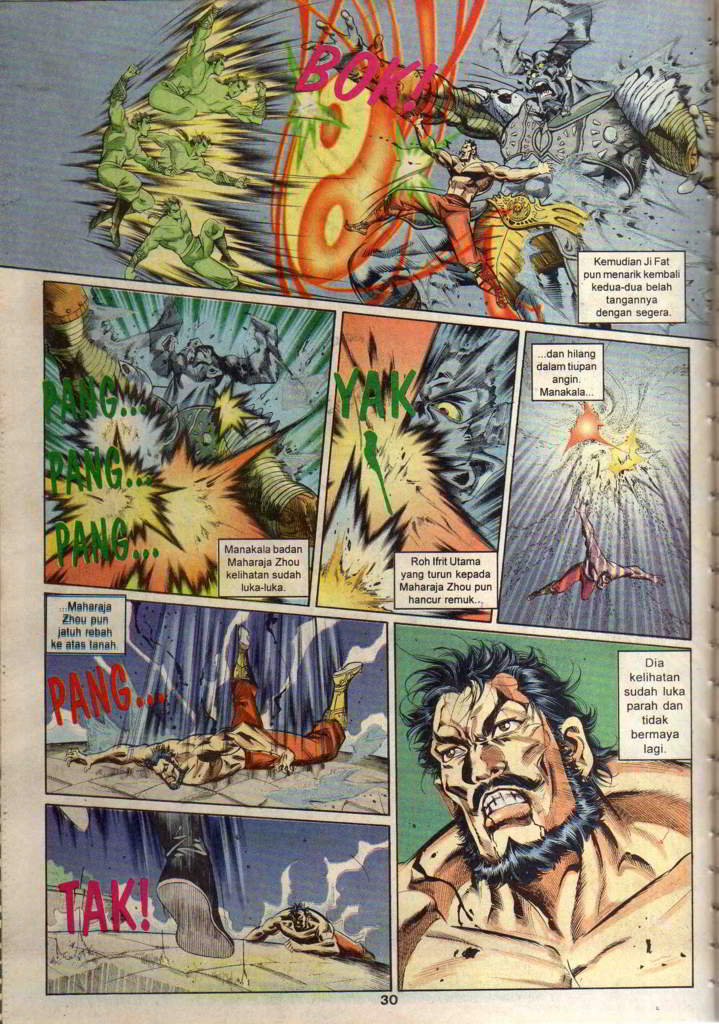 BOK!
Kemudian Ji Fat
pun menarik kembali
kedua-dua belah
tangannya
dengan segera.
PANG...
PANG...
PANG...
Manakala badan
Maharaja Zhou
kelihatan sudah
luka-luka.
YAK
Roh Ifrit Utama
yang turun kepada
Maharaja Zhou pun
hancur remuk...
...dan hilang
dalam tiupan
angin.
Manakala...
...Maharaja
Zhou pun
jatuh rebah
ke atas tanah.
PANG...
Dia
kelihatan
sudah luka
parah dan
tidak
bermaya
lagi.
TAK!
30